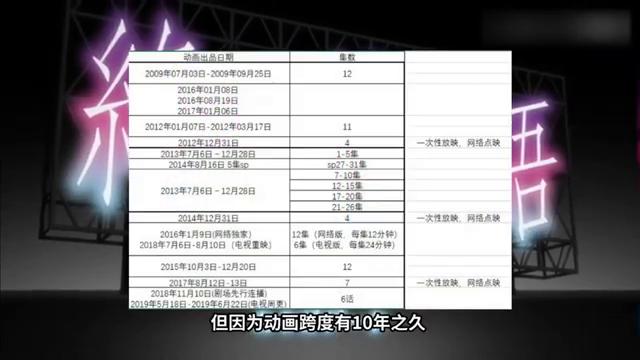 動画出品日期 集数
2009年07月03日-2009年09月25日 12
2016年01月08日
2016年08月19日
2017年01月06日
2012年01月07日-2012年03月17日 11
2012年12月31日 4 一次性放映、网络点映
2013年7月6日-12月28日 1-5集
2014年8月16日 5集sp sp27-31集
2013年7月6日-12月28日 7-10集
12-15集
17-20集
21-26集
2014年12月31日 4 一次性放映、网络点映
2016年1月9日(网络独家) 12集（网络版，每集12分钟）
2018年7月6日-8月10日（电视重映） 6集（电视版，每集24分钟）
2015年10月3日-12月20日 12
2017年8月12日-13日 7 一次性放映、网络点映
2018年11月10日(剧场先行连播) 6话
2019年5月18日-2019年6月22日(电视周更)
語
但因为动画跨度有10年之久